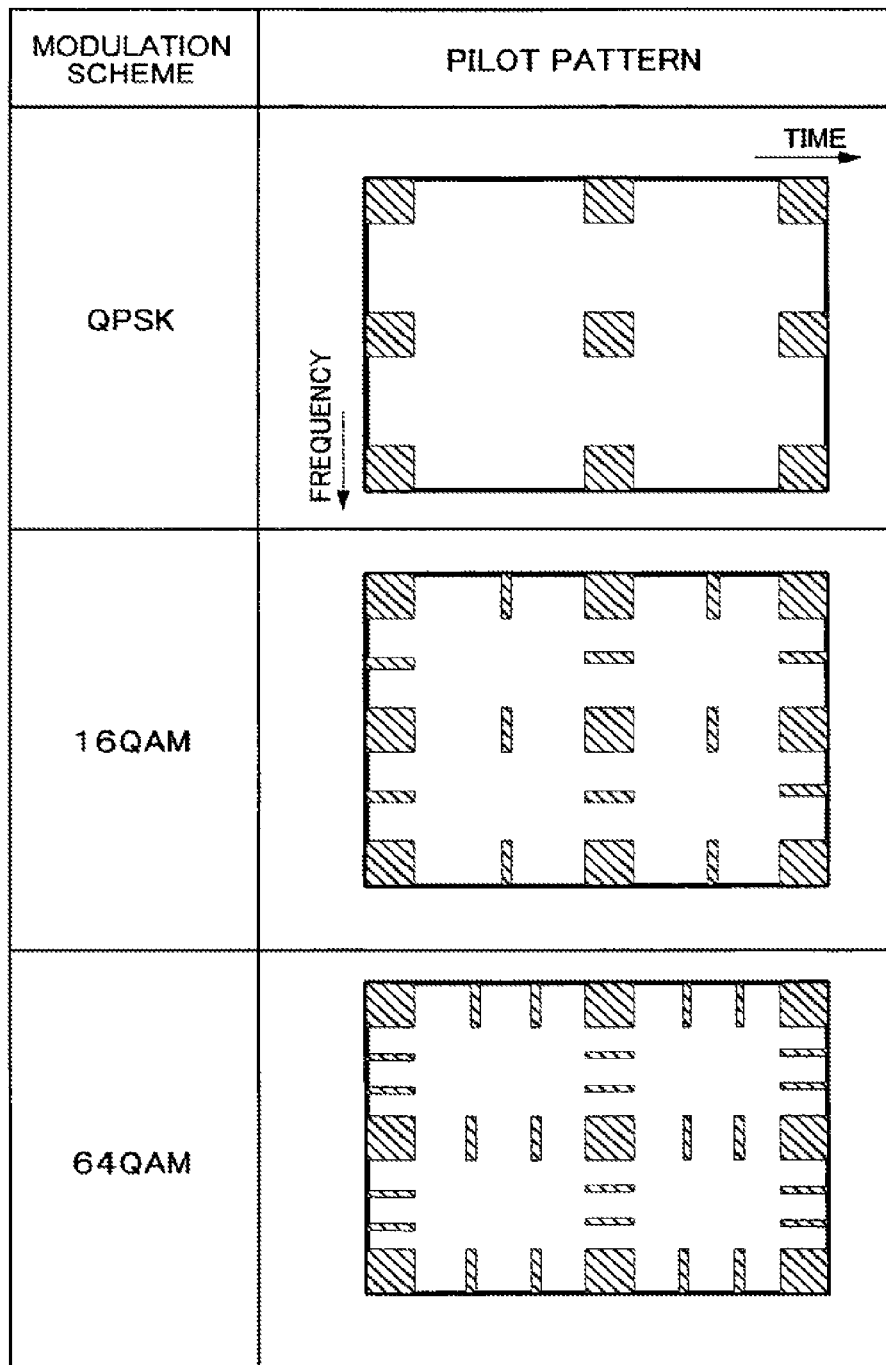 MODULATION
SCHEME
PILOT PATTERN
TIME
QPSK
FREQUENCY
16QAM
64QAM